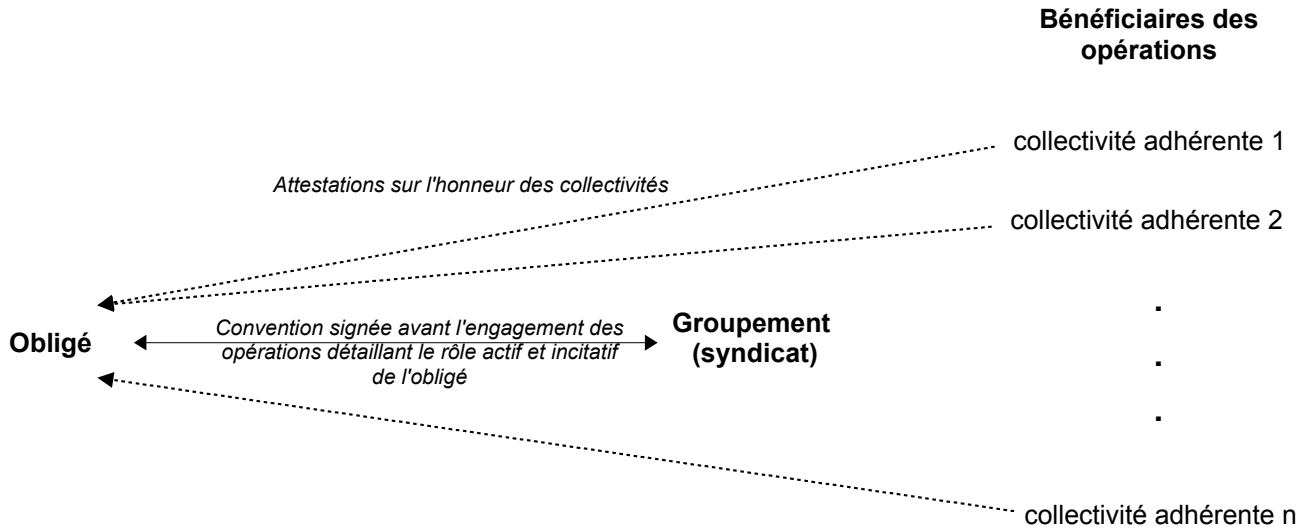 Bénéficiaires des
opérations
collectivité adhérente 1
Attestations sur l'honneur des collectivités
collectivité adhérente 2
.
Obligé
Convention signée avant l'engagement des
opérations détaillant le rôle actif et incitatif
de l'obligé
Groupement
(syndicat)
.
.
collectivité adhérente n